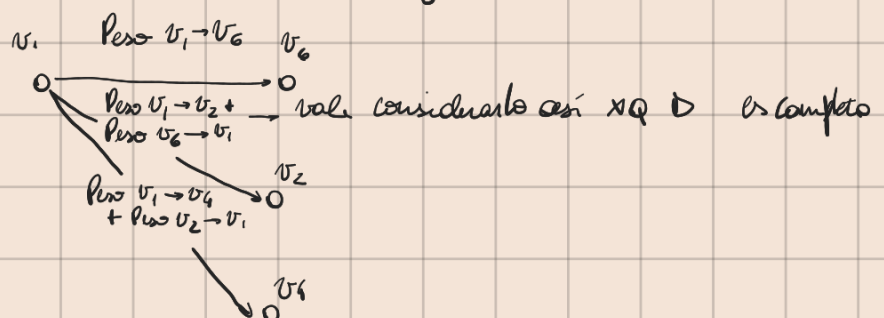 v₁ Peso v₁→v₆ v₆
Peso v₁→v₂ + → vale considerarlo así xQ D es completo
Peso v₆→v₁
v₂
Peso v₁→v₄
+ Peso v₂→v₁
v₄